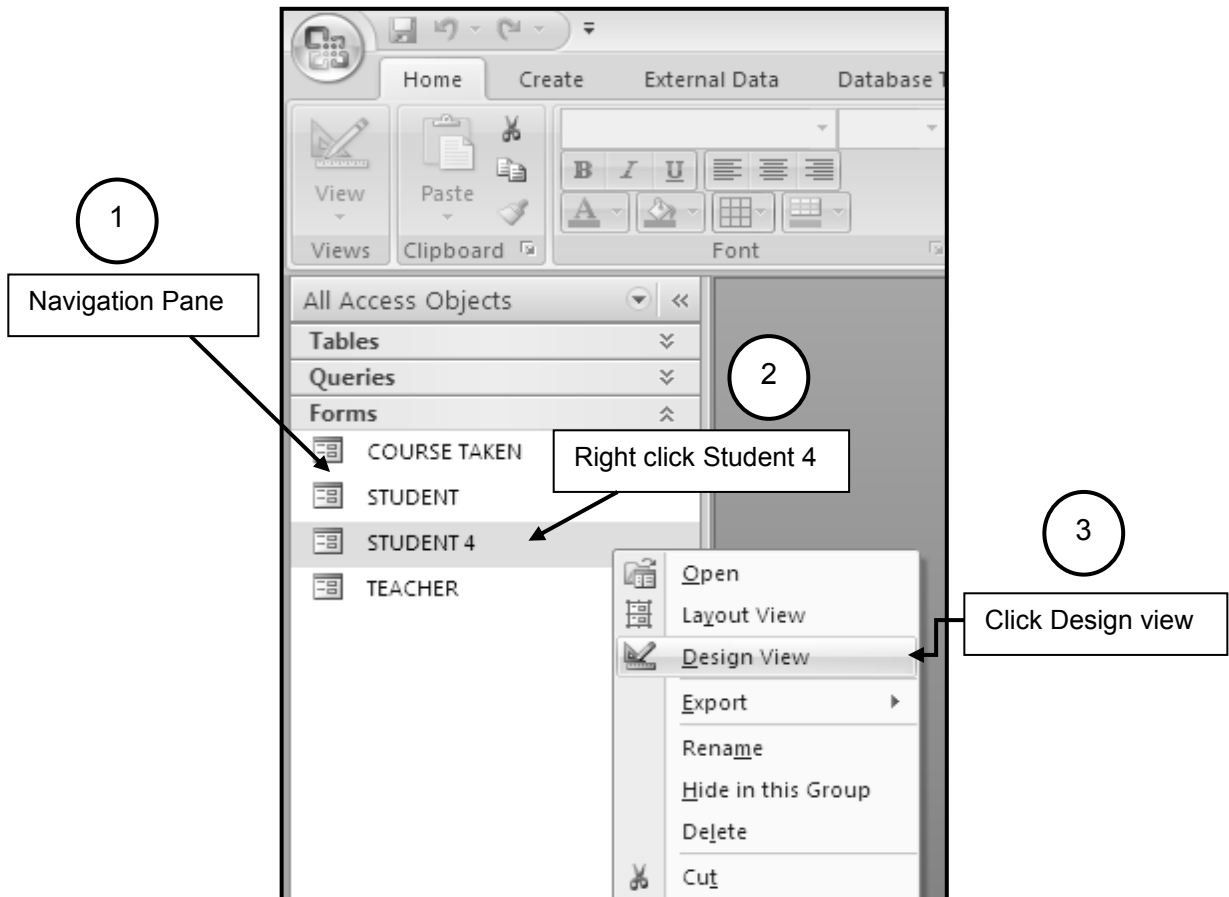 Home Create External Data Database
View
Paste
B I U
A
Views Clipboard Font
1
Navigation Pane
All Access Objects
Tables
Queries
Forms
2
COURSE TAKEN
Right click Student 4
STUDENT
STUDENT 4
TEACHER
3
Open
Layout View
Click Design view
Design View
Export
Rename
Hide in this Group
Delete
Cut